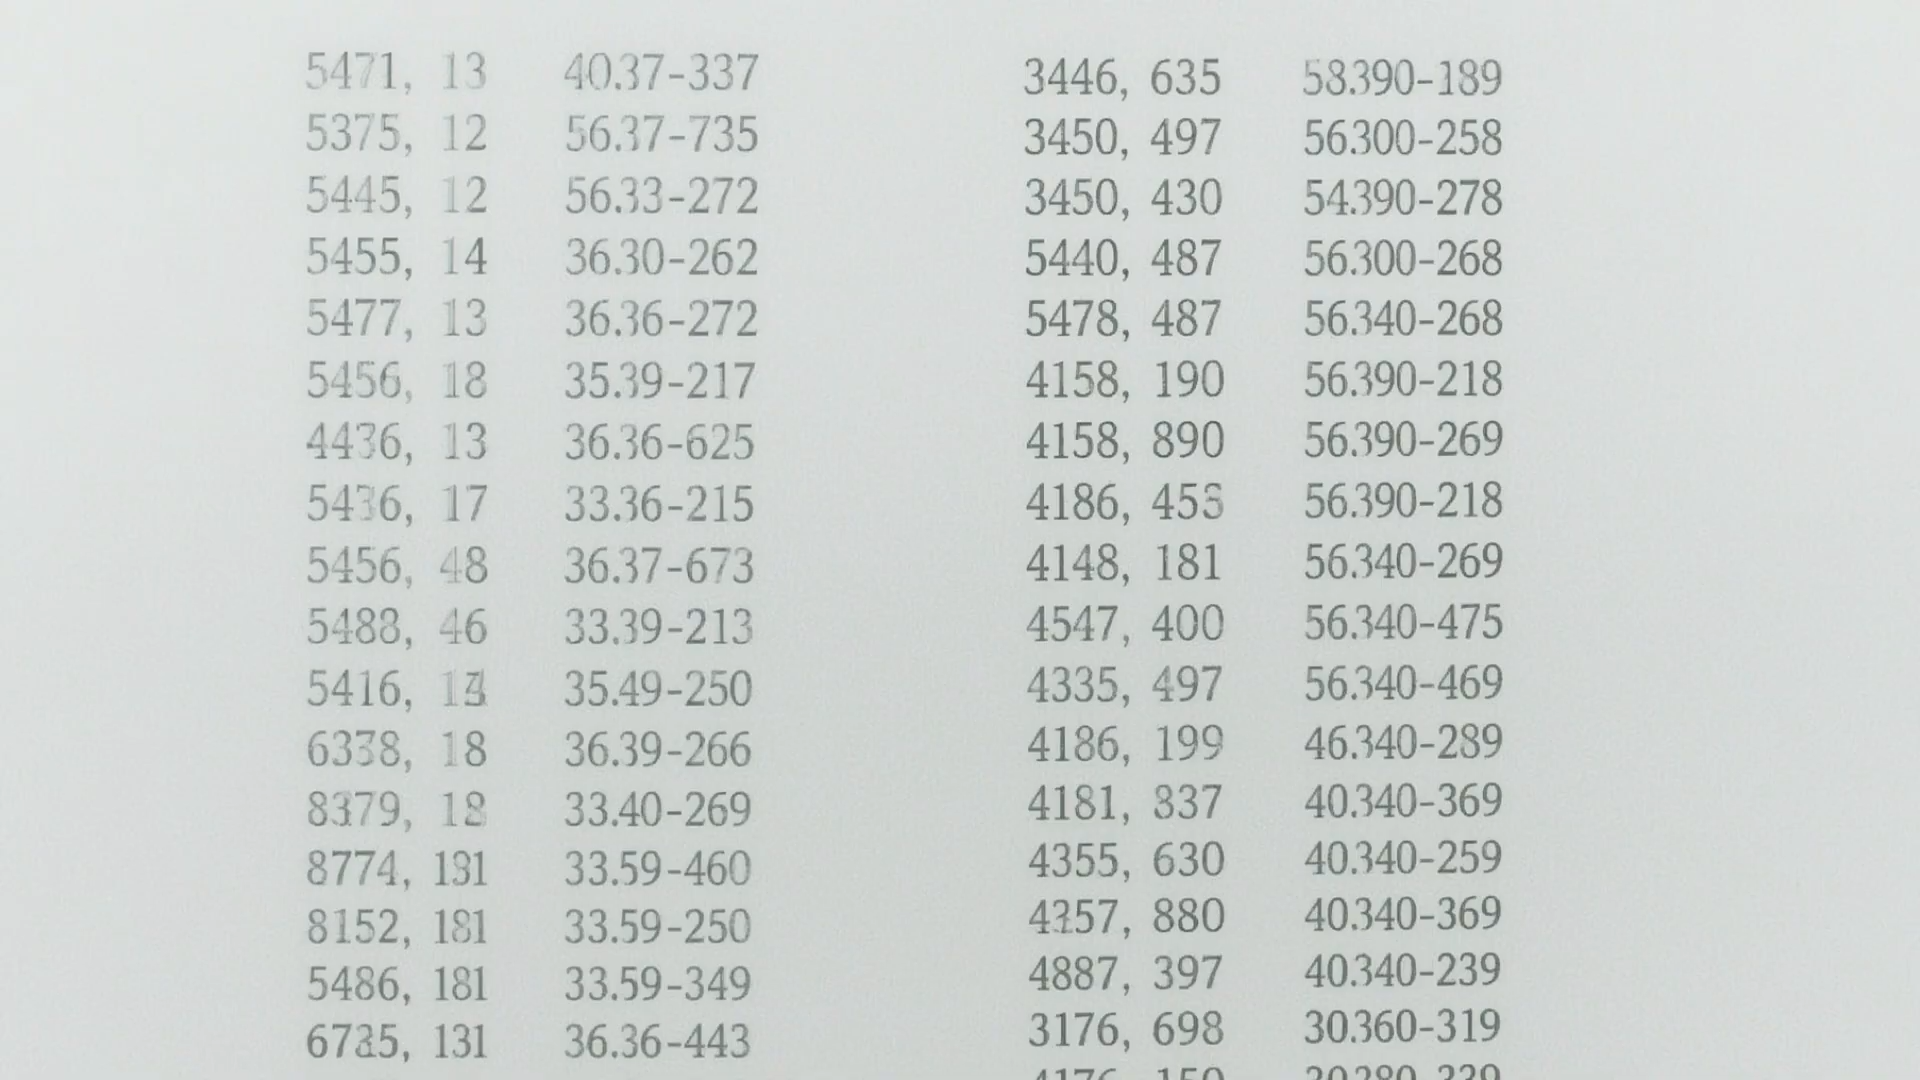 5471, 13 40.37-337 3446, 635 58.390-189
5375, 12 56.37-735 3450, 497 56.300-258
5445, 12 56.33-272 3450, 430 54.390-278
5455, 14 36.30-262 5440, 487 56.300-268
5477, 13 36.36-272 5478, 487 56.340-268
5456, 18 35.39-217 4158, 190 56.390-218
4436, 13 36.36-625 4158, 890 56.390-269
5436, 17 33.36-215 4186, 56.390-218
5456, 48 36.37-673 4148, 181 56.340-269
5488, 46 33.39-213 4547, 400 56.340-475
5416, 35.49-250 4335, 497 56.340-469
6338, 18 36.39-266 4186, 199 46.340-289
8379, 18 33.40-269 4181, 837 40.340-369
8774, 181 33.59-460 4355, 630 40.340-259
8152, 181 33.59-250 880 40.340-369
5486, 181 33.59-349 4887, 397 40.340-239
131 36.36-443 3176, 698 30.360-319